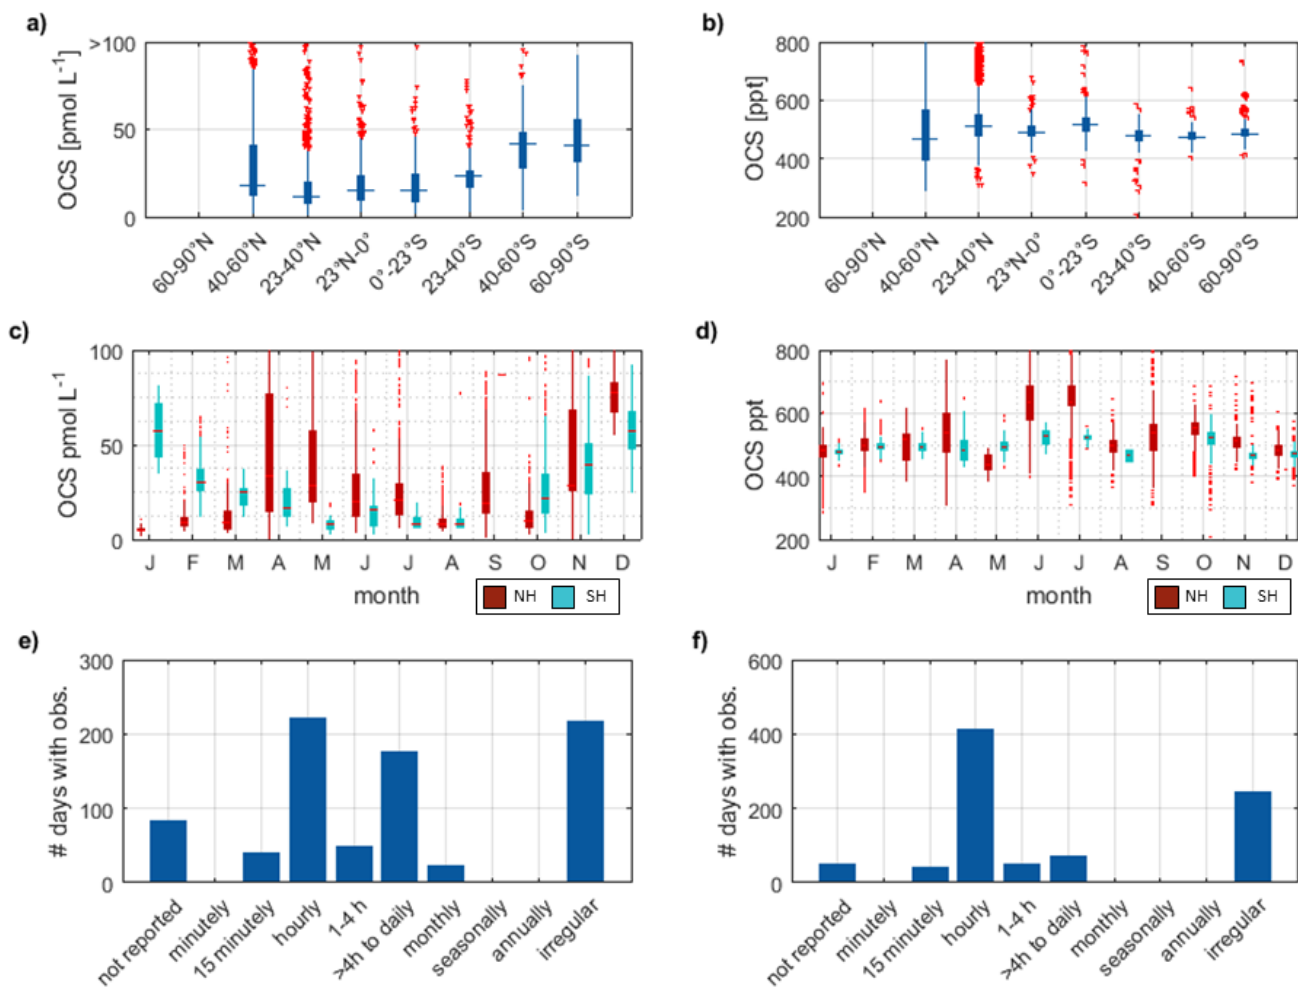 a)
OCS [pmol L⁻¹]
>100
50
0
60-90°N
40-60°N
23-40°N
23°N-0°
0°-23°S
23-40°S
40-60°S
60-90°S
b)
OCS [ppt]
800
600
400
200
60-90°N
40-60°N
23-40°N
23°N-0°
0°-23°S
23-40°S
40-60°S
60-90°S
c)
OCS pmol L⁻¹
100
50
0
J F M A M J J A S O N D
month
NH SH
d)
OCS ppt
800
600
400
200
J F M A M J J A S O N D
month
NH SH
e)
# days with obs.
300
200
100
0
not reported
minutely
15 minutely
hourly
1-4 h
>4h to daily
monthly
seasonally
annually
irregular
f)
# days with obs.
600
400
200
0
not reported
minutely
15 minutely
hourly
1-4 h
>4h to daily
monthly
seasonally
annually
irregular